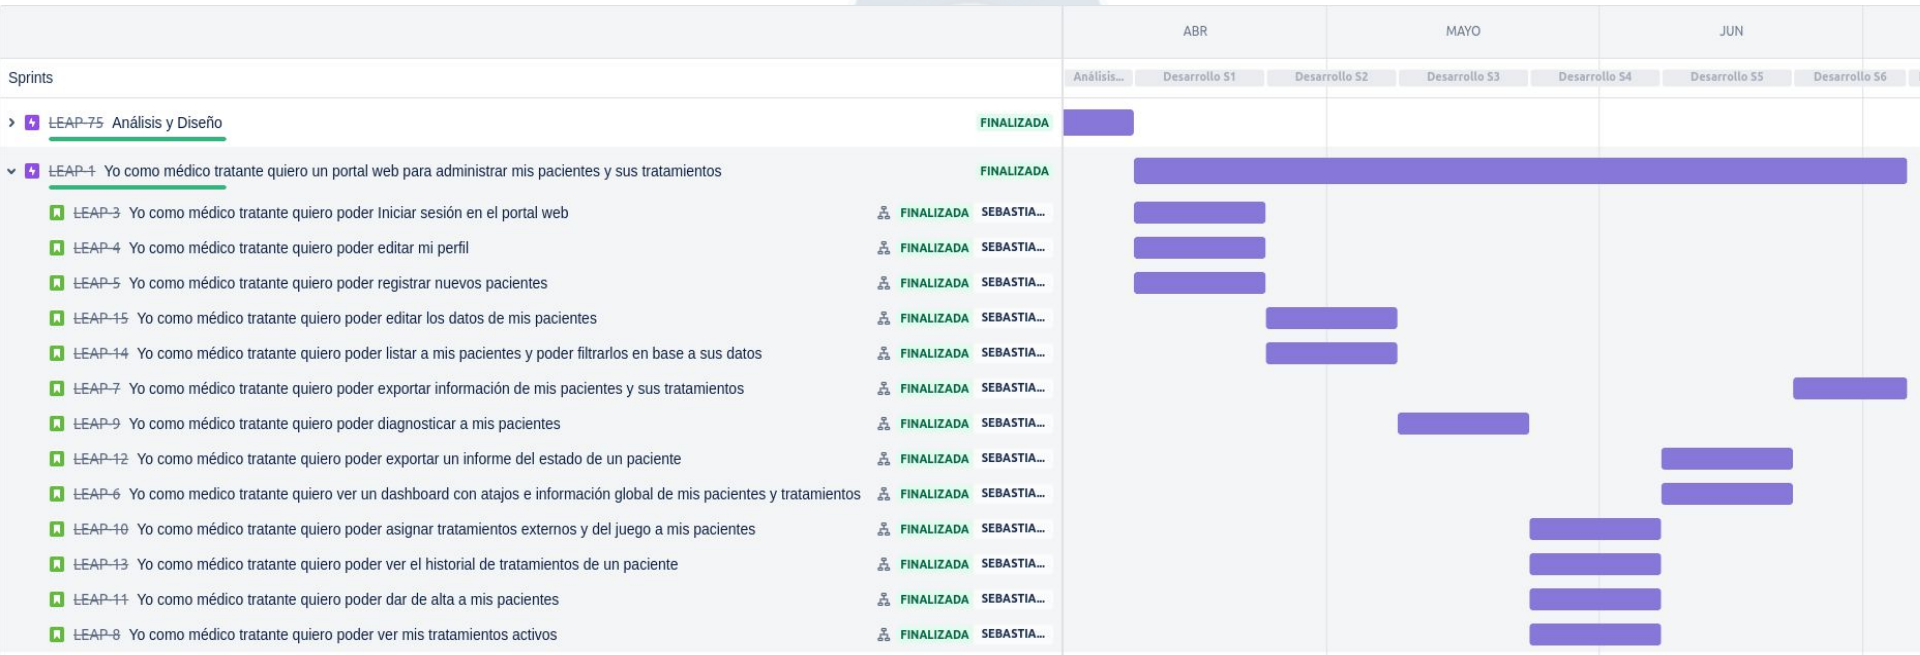 ABR MAYO JUN
Sprints Análisis... Desarrollo S1 Desarrollo S2 Desarrollo S3 Desarrollo S4 Desarrollo S5 Desarrollo S6
LEAP-75 Análisis y Diseño FINALIZADA
LEAP-1 Yo como médico tratante quiero un portal web para administrar mis pacientes y sus tratamientos FINALIZADA
LEAP-3 Yo como médico tratante quiero poder Iniciar sesión en el portal web FINALIZADA SEBASTIA...
LEAP-4 Yo como médico tratante quiero poder editar mi perfil FINALIZADA SEBASTIA...
LEAP-5 Yo como médico tratante quiero poder registrar nuevos pacientes FINALIZADA SEBASTIA...
LEAP-15 Yo como médico tratante quiero poder editar los datos de mis pacientes FINALIZADA SEBASTIA...
LEAP-14 Yo como médico tratante quiero poder listar a mis pacientes y poder filtrarlos en base a sus datos FINALIZADA SEBASTIA...
LEAP-7 Yo como médico tratante quiero poder exportar información de mis pacientes y sus tratamientos FINALIZADA SEBASTIA...
LEAP-9 Yo como médico tratante quiero poder diagnosticar a mis pacientes FINALIZADA SEBASTIA...
LEAP-12 Yo como médico tratante quiero poder exportar un informe del estado de un paciente FINALIZADA SEBASTIA...
LEAP-6 Yo como medico tratante quiero ver un dashboard con atajos e información global de mis pacientes y tratamientos FINALIZADA SEBASTIA...
LEAP-10 Yo como médico tratante quiero poder asignar tratamientos externos y del juego a mis pacientes FINALIZADA SEBASTIA...
LEAP-13 Yo como médico tratante quiero poder ver el historial de tratamientos de un paciente FINALIZADA SEBASTIA...
LEAP-11 Yo como médico tratante quiero poder dar de alta a mis pacientes FINALIZADA SEBASTIA...
LEAP-8 Yo como médico tratante quiero poder ver mis tratamientos activos FINALIZADA SEBASTIA...